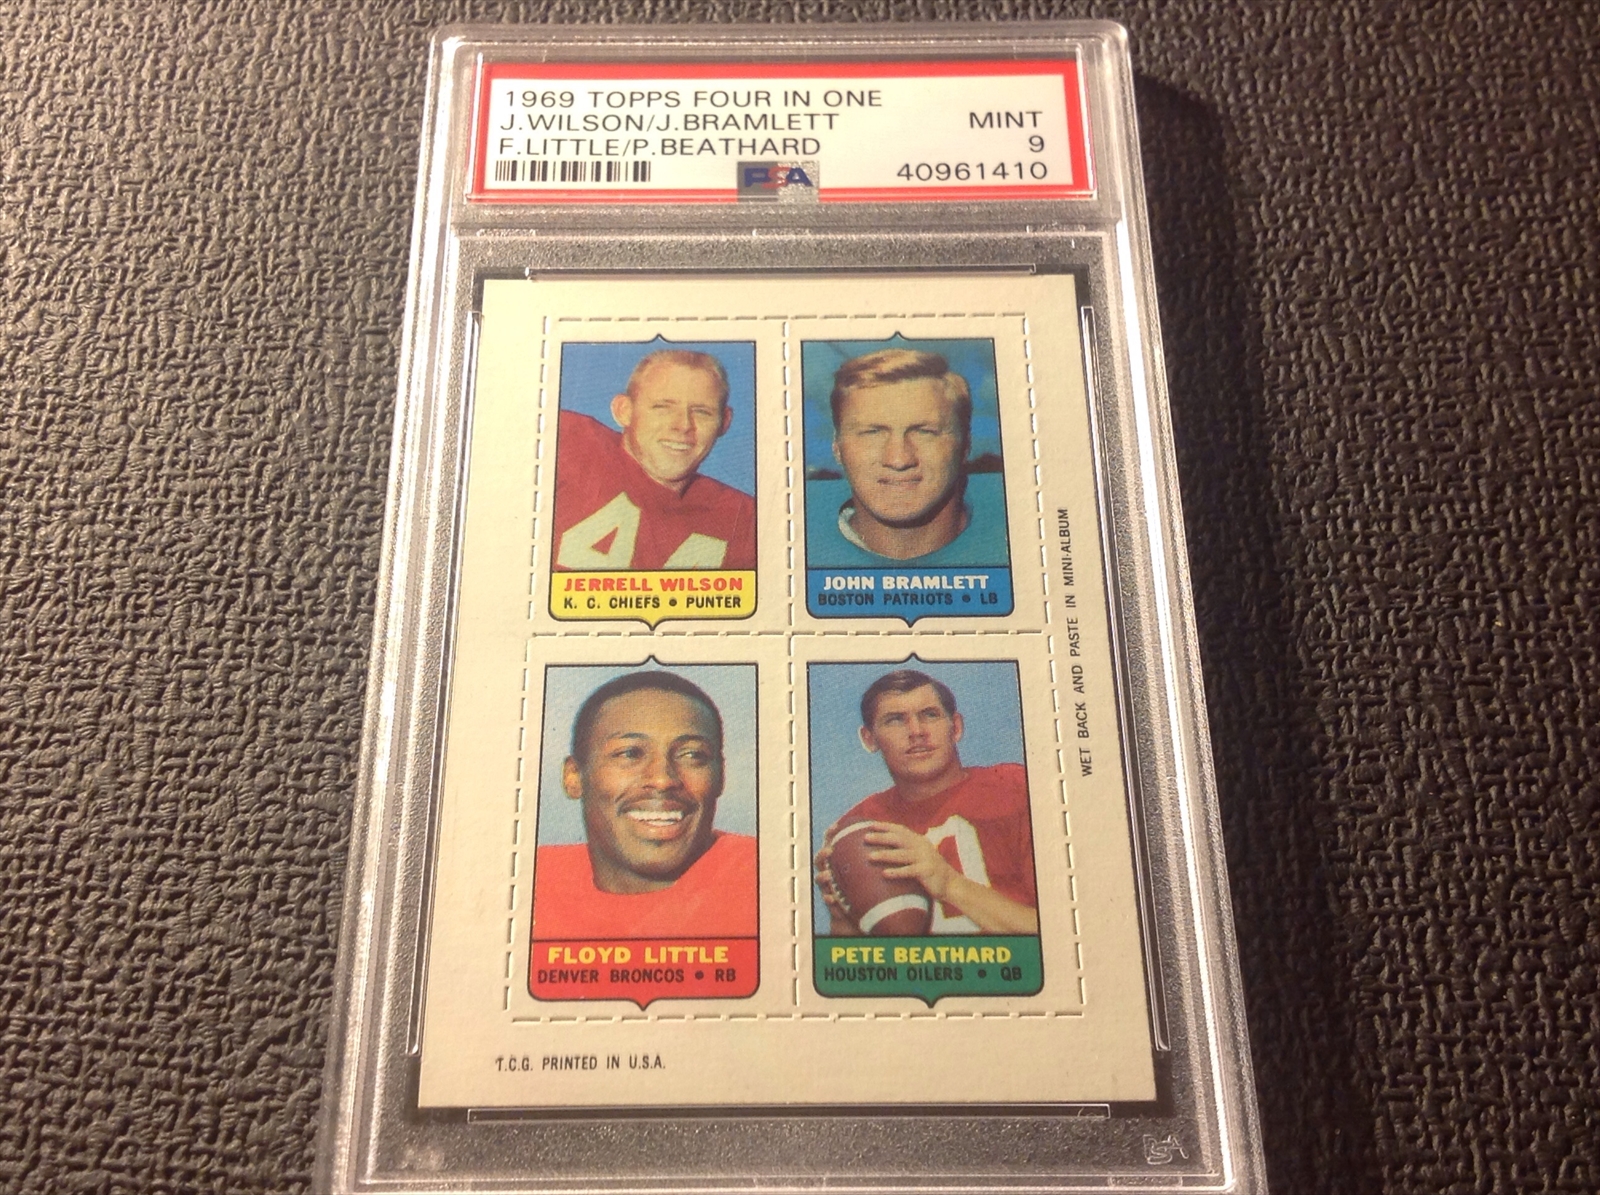 1969 TOPPS FOUR IN ONE
J.WILSON/J.BRAMLETT MINT
F.LITTLE/P.BEATHARD 9
PSA 40961410
44
JERRELL WILSON
K. C. CHIEFS • PUNTER
JOHN BRAMLETT
BOSTON PATRIOTS • LB
FLOYD LITTLE
DENVER BRONCOS • RB
PETE BEATHARD
HOUSTON OILERS • QB
WET BACK AND PASTE IN MINI-ALBUM
T.C.G. PRINTED IN U.S.A.
PSA